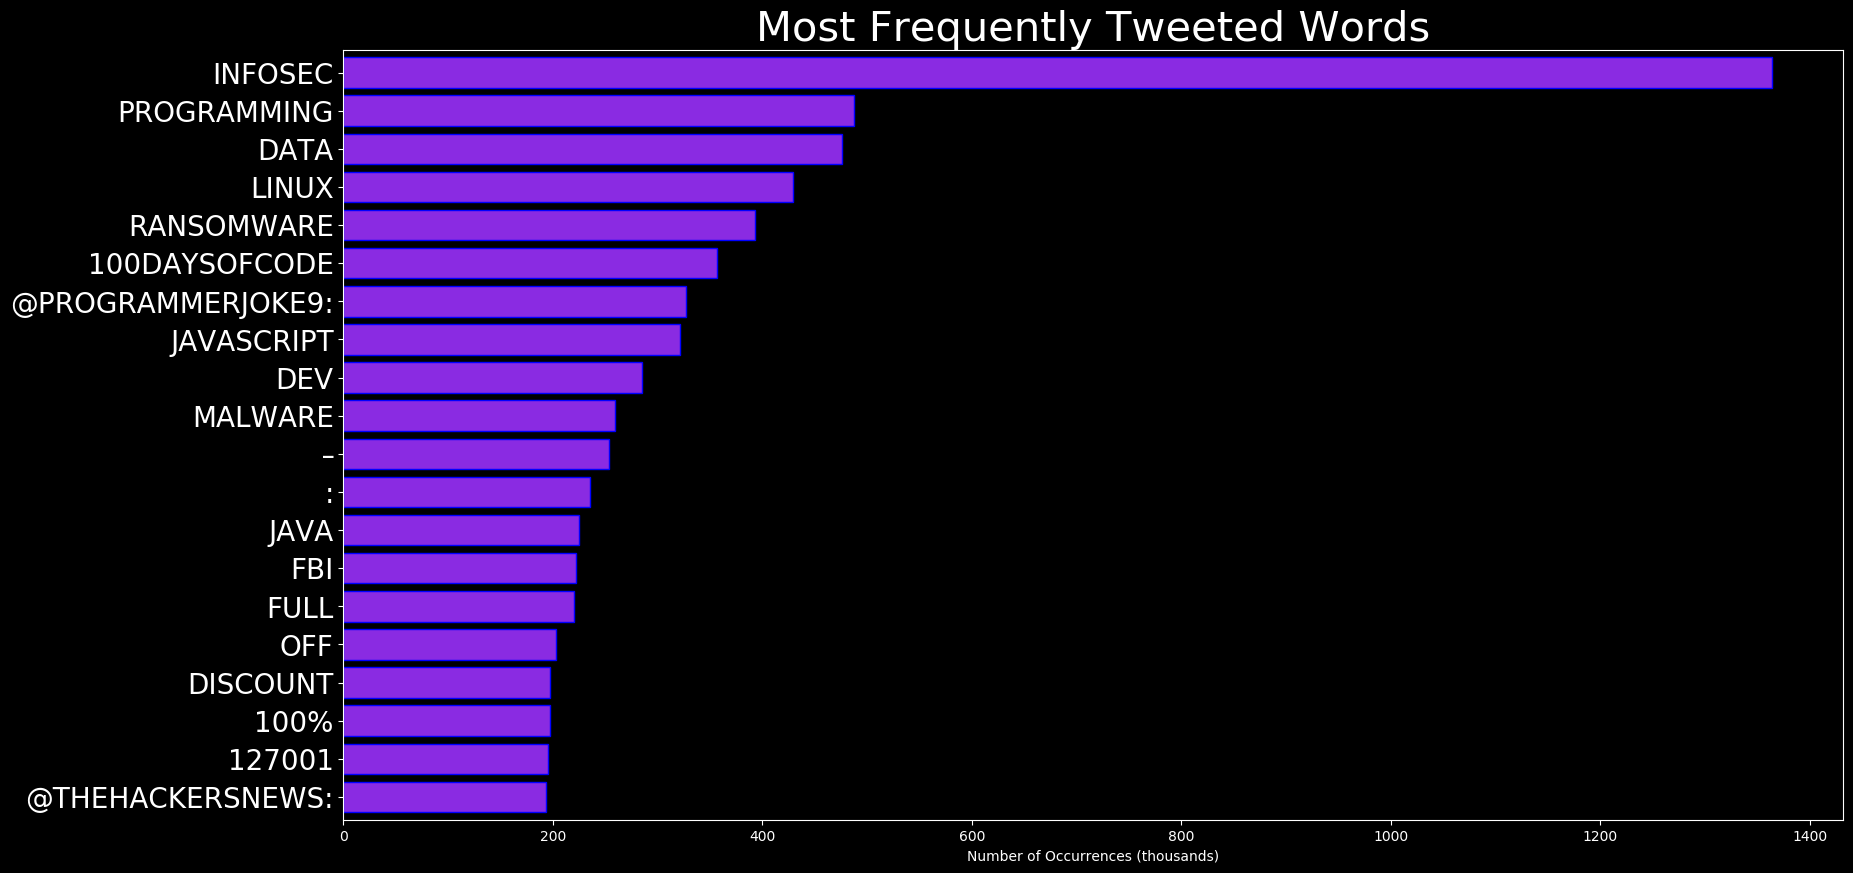 Most Frequently Tweeted Words
INFOSEC
PROGRAMMING
DATA
LINUX
RANSOMWARE
100DAYSOFCODE
@PROGRAMMERJOKE9:
JAVASCRIPT
DEV
MALWARE
–
:
JAVA
FBI
FULL
OFF
DISCOUNT
100%
127001
@THEHACKERSNEWS:
0 200 400 600 800 1000 1200 1400
Number of Occurrences (thousands)